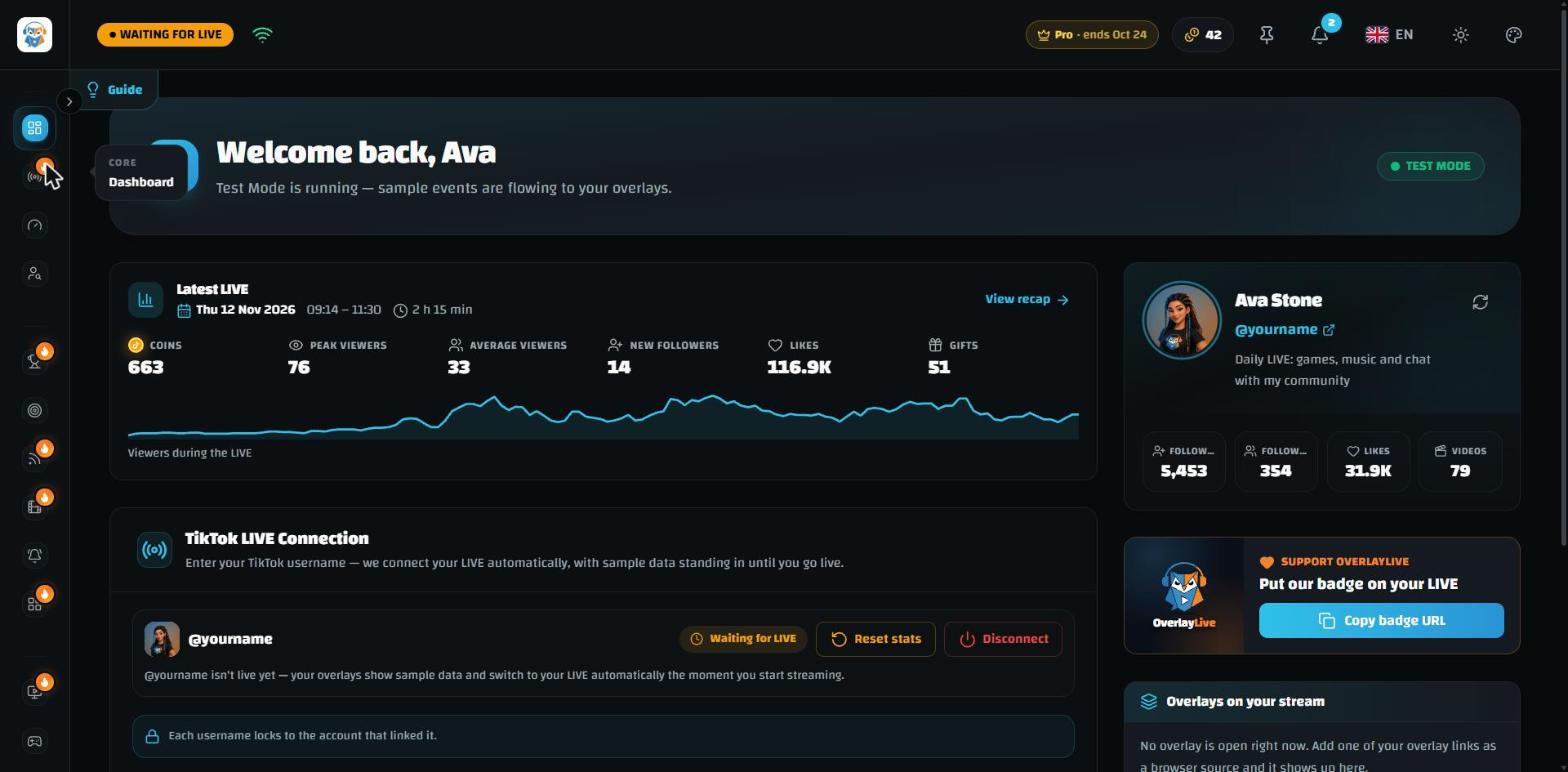 WAITING FOR LIVE
Pro · ends Oct 24
42
2
EN
Guide
CORE
Dashboard
Welcome back, Ava
Test Mode is running — sample events are flowing to your overlays.
TEST MODE
Latest LIVE
Thu 12 Nov 2026 09:14 – 11:30 2 h 15 min
View recap
COINS
663
PEAK VIEWERS
76
AVERAGE VIEWERS
33
NEW FOLLOWERS
14
LIKES
116.9K
GIFTS
51
Viewers during the LIVE
TikTok LIVE Connection
Enter your TikTok username — we connect your LIVE automatically, with sample data standing in until you go live.
@yourname
Waiting for LIVE
Reset stats
Disconnect
@yourname isn't live yet — your overlays show sample data and switch to your LIVE automatically the moment you start streaming.
Each username locks to the account that linked it.
Ava Stone
@yourname
Daily LIVE: games, music and chat
with my community
FOLLOW...
5,453
FOLLOW...
354
LIKES
31.9K
VIDEOS
79
OverlayLive
SUPPORT OVERLAYLIVE
Put our badge on your LIVE
Copy badge URL
Overlays on your stream
No overlay is open right now. Add one of your overlay links as
a browser source and it shows up here.